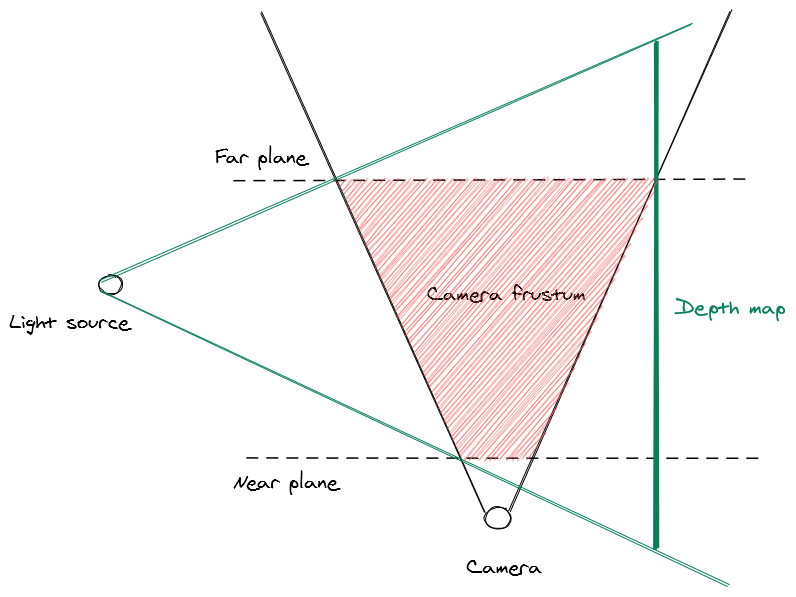 Far plane
Camera frustum
Depth map
Light source
Near plane
Camera